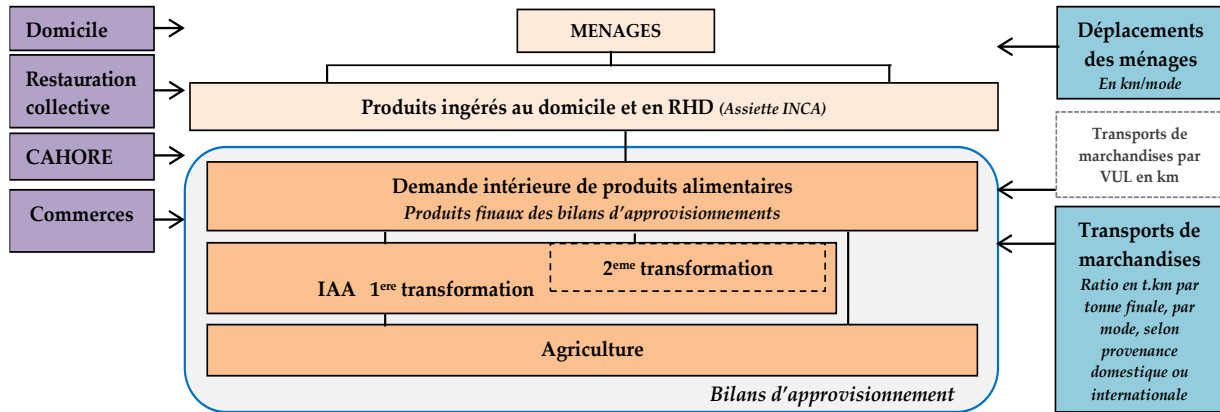 Domicile
Restauration
collective
CAHORE
Commerces
MENAGES
Produits ingérés au domicile et en RHD (Assiette INCA)
Demande intérieure de produits alimentaires
Produits finaux des bilans d'approvisionnements
2eme transformation
IAA 1ere transformation
Agriculture
Bilans d'approvisionnement
Déplacements
des ménages
En km/mode
Transports de
marchandises par
VUL en km
Transports de
marchandises
Ratio en t.km par
tonne finale, par
mode, selon
provenance
domestique ou
internationale